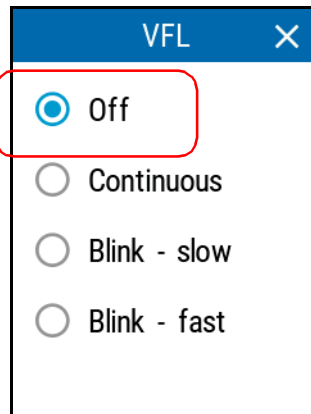 VFL
Off
Continuous
Blink - slow
Blink - fast